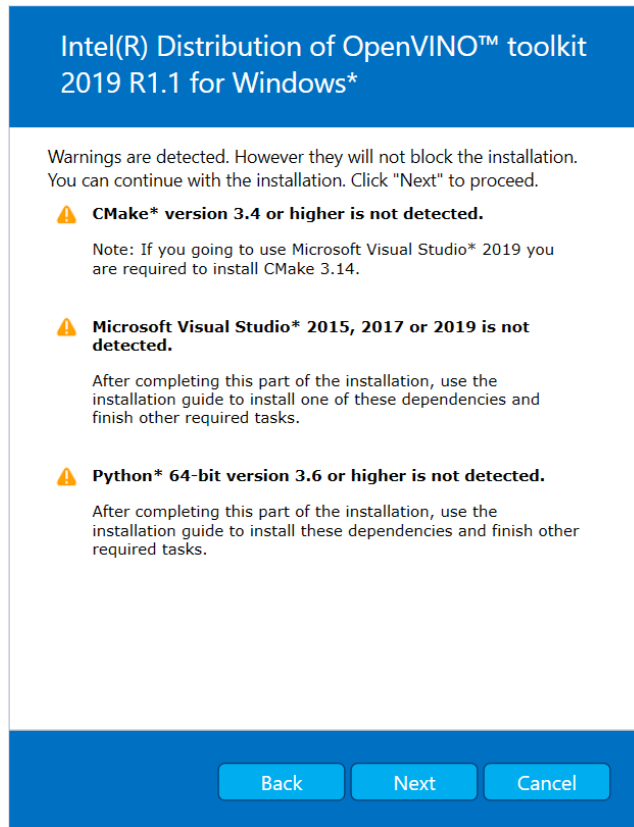 Intel(R) Distribution of OpenVINO™ toolkit
2019 R1.1 for Windows*
Warnings are detected. However they will not block the installation.
You can continue with the installation. Click "Next" to proceed.
CMake* version 3.4 or higher is not detected.
Note: If you going to use Microsoft Visual Studio* 2019 you
are required to install CMake 3.14.
Microsoft Visual Studio* 2015, 2017 or 2019 is not
detected.
After completing this part of the installation, use the
installation guide to install one of these dependencies and
finish other required tasks.
Python* 64-bit version 3.6 or higher is not detected.
After completing this part of the installation, use the
installation guide to install these dependencies and finish other
required tasks.
Back Next Cancel